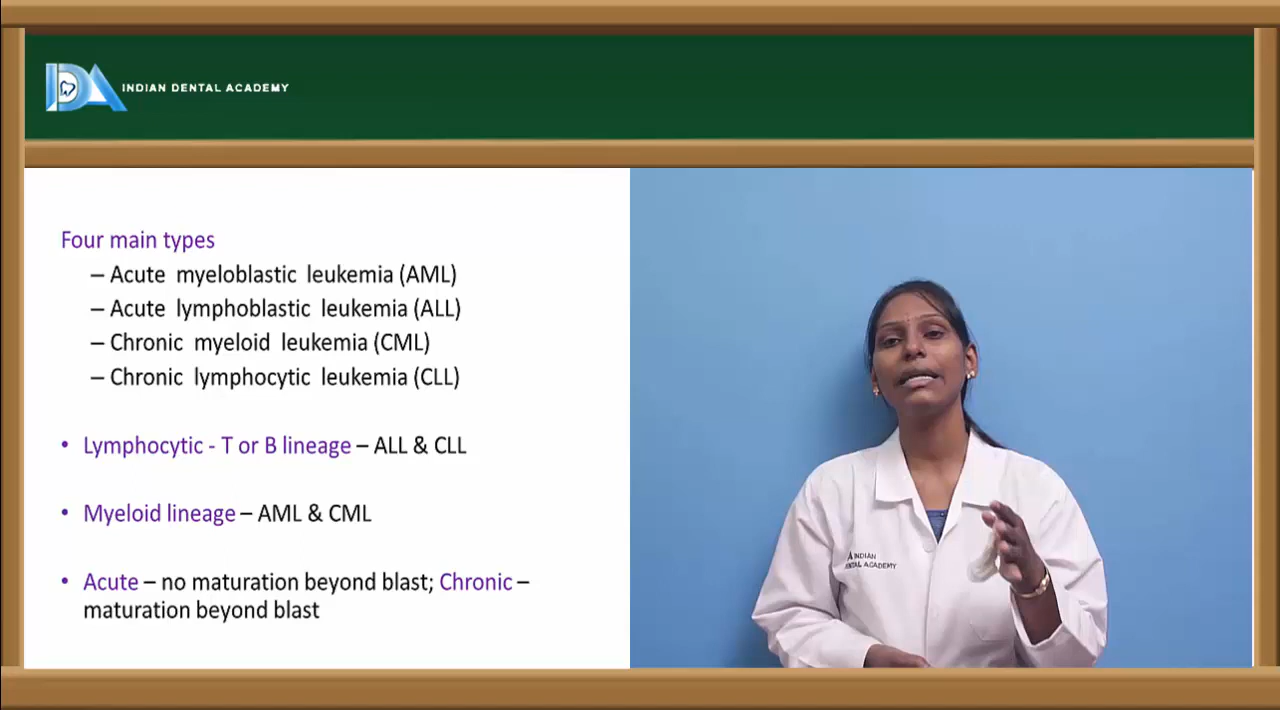 INDIAN DENTAL ACADEMY
Four main types
– Acute myeloblastic leukemia (AML)
– Acute lymphoblastic leukemia (ALL)
– Chronic myeloid leukemia (CML)
– Chronic lymphocytic leukemia (CLL)
• Lymphocytic - T or B lineage – ALL & CLL
• Myeloid lineage – AML & CML
• Acute – no maturation beyond blast; Chronic –
maturation beyond blast
INDIAN
DENTAL ACADEMY